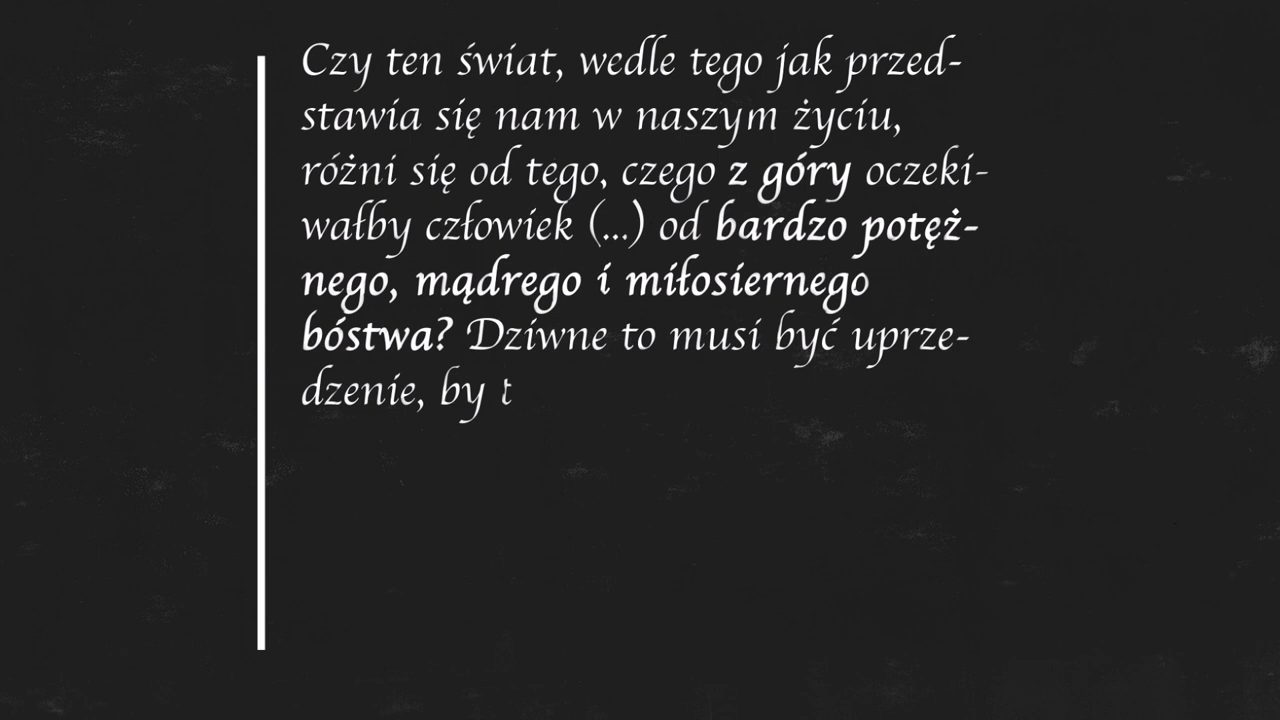 Czy ten świat, wedle tego jak przed-
stawia się nam w naszym życiu,
różni się od tego, czego z góry oczeki-
wałby człowiek (...) od bardzo potęż-
nego, mądrego i miłosiernego
bóstwa? Dziwne to musi być uprze-
dzenie, by t